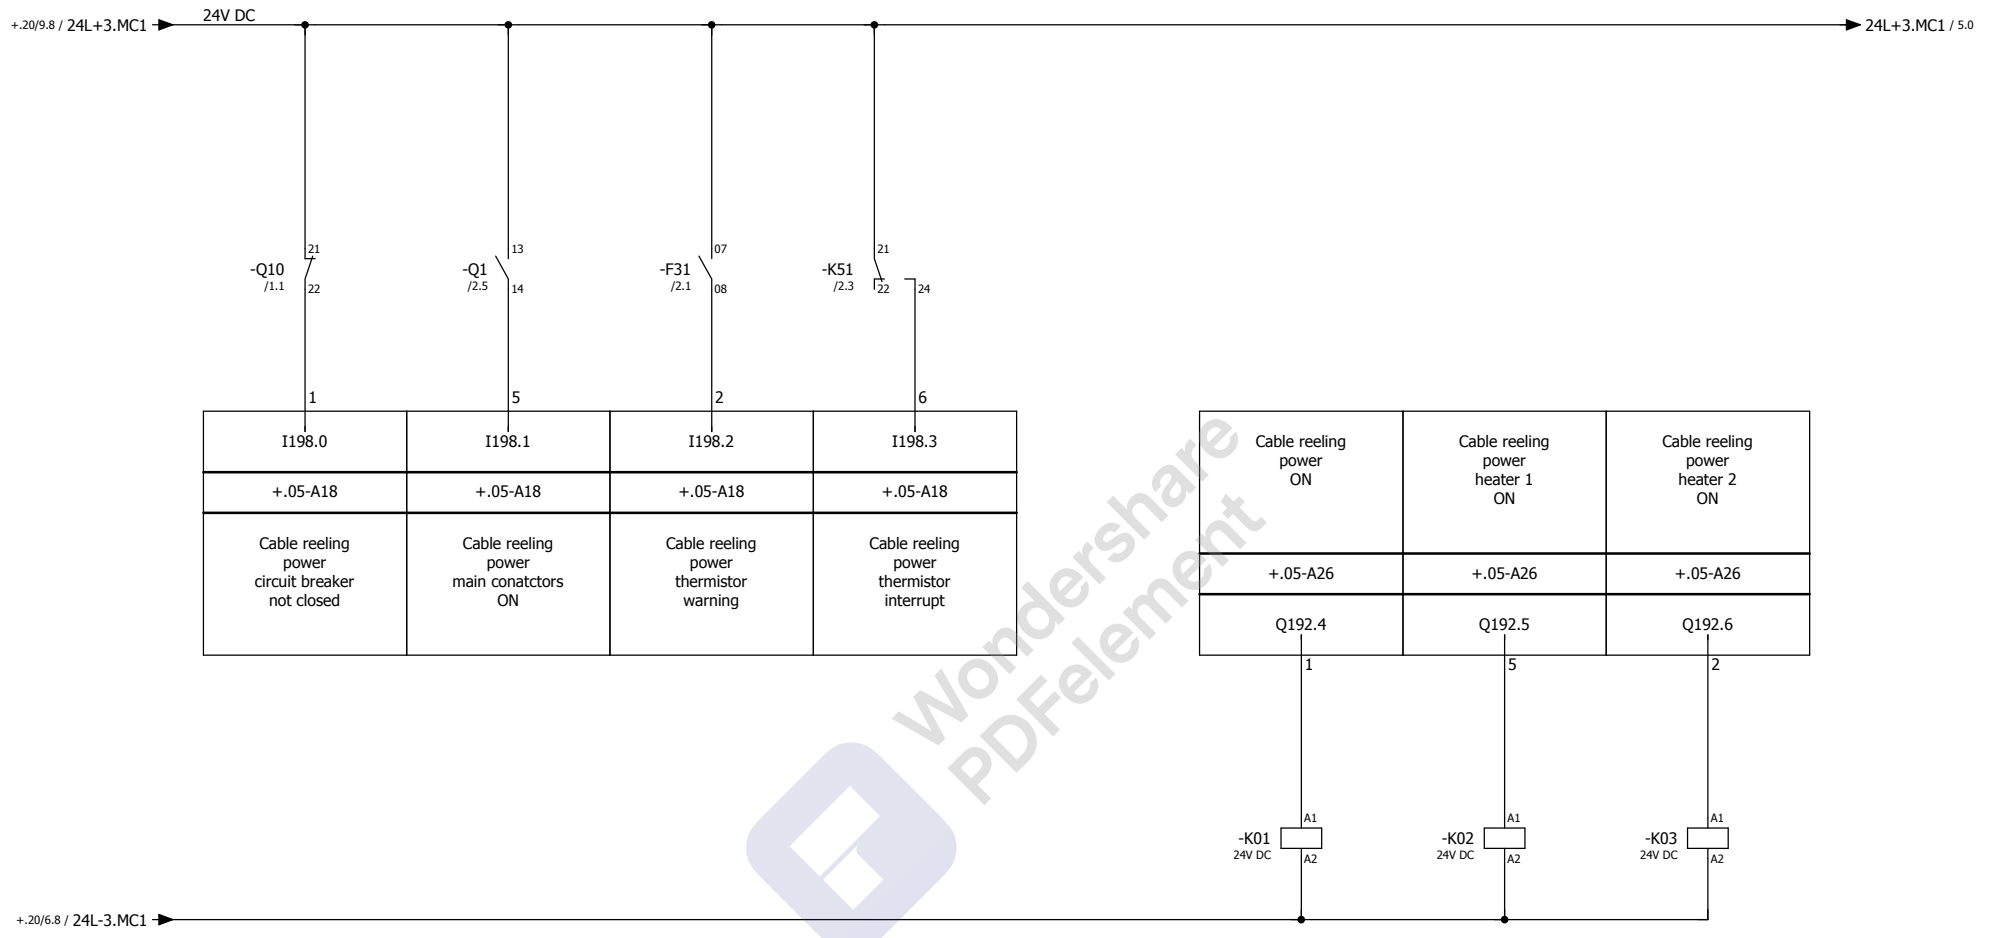 +.20/9.8 / 24L+3.MC1
24V DC
24L+3.MC1 / 5.0
-Q10
/1.1
21
22
-Q1
/2.5
13
14
-F31
/2.1
07
08
-K51
/2.3
21
22
24
1
5
2
6
I198.0
I198.1
I198.2
I198.3
+.05-A18
+.05-A18
+.05-A18
+.05-A18
Cable reeling
power
circuit breaker
not closed
Cable reeling
power
main conatctors
ON
Cable reeling
power
thermistor
warning
Cable reeling
power
thermistor
interrupt
Cable reeling
power
ON
Cable reeling
power
heater 1
ON
Cable reeling
power
heater 2
ON
+.05-A26
+.05-A26
+.05-A26
Q192.4
Q192.5
Q192.6
1
5
2
-K01
24V DC
A1
A2
-K02
24V DC
A1
A2
-K03
24V DC
A1
A2
+.20/6.8 / 24L-3.MC1
Wondershare
PDFelement